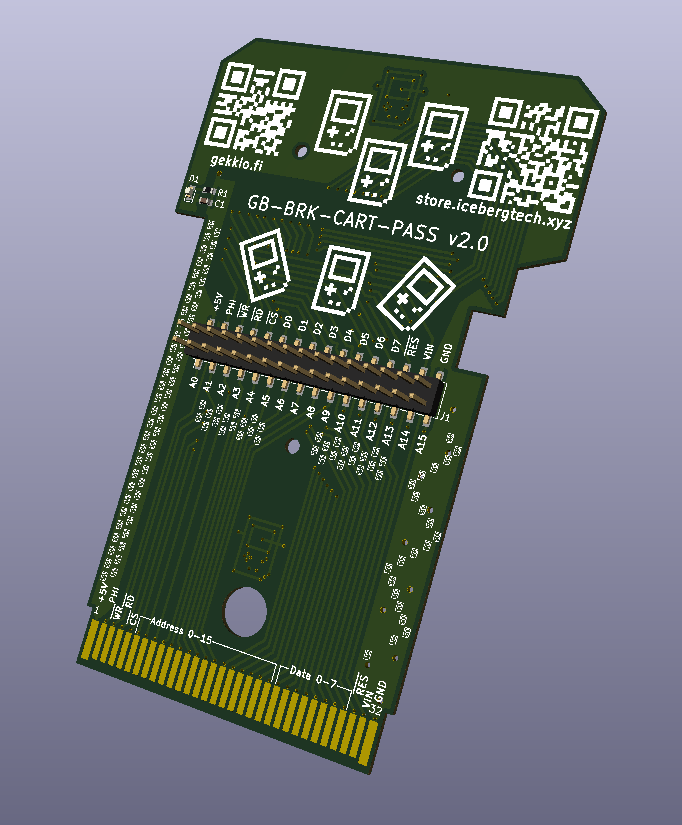 gekkio.fi
store.icebergtech.xyz
R1
C1
GB-BRK-CART-PASS v2.0
+5V
PHI
WR
RD
CS
D0
D1
D2
D3
D4
D5
D6
D7
RES
VIN
GND
A0
A1
A2
A3
A4
A5
A6
A7
A8
A9
A10
A11
A12
A13
A14
A15
J1
1
+5V
PHI
WR
RD
CS
Address 0-15
Data 0-7
RES
VIN
GND
32